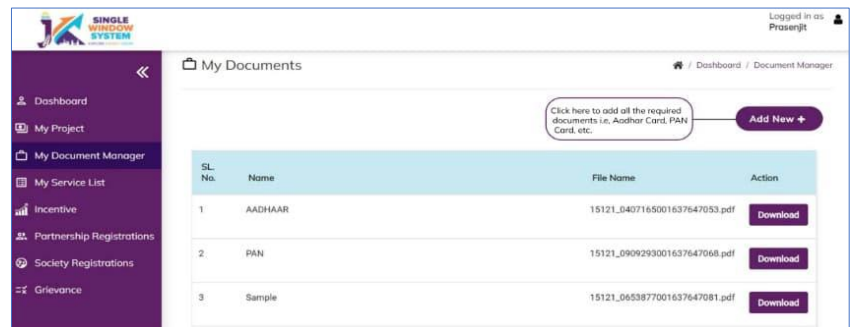 SINGLE
WINDOW
SYSTEM
Logged in as
Prasenjit
My Documents
/ Dashboard / Document Manager
Dashboard
My Project
My Document Manager
My Service List
Incentive
Partnership Registrations
Society Registrations
Grievance
Click here to add all the required
documents i.e, Aadhar Card, PAN
Card, etc.
Add New +
SL.
No. Name File Name Action
1 AADHAAR 15121_0407165001637647053.pdf Download
2 PAN 15121_0909293001637647068.pdf Download
3 Sample 15121_0653877001637647081.pdf Download